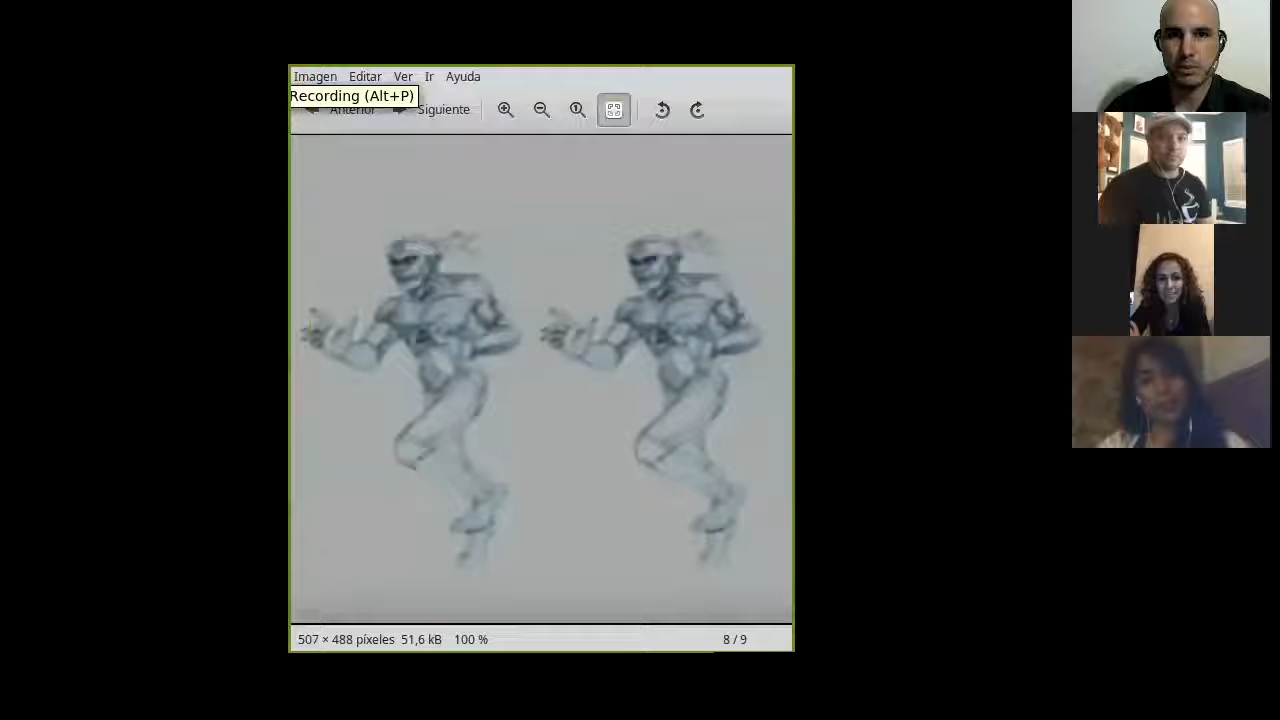 Imagen Editar Ver Ir Ayuda
Recording (Alt+P)
Anterior Siguiente
507 × 488 píxeles 51,6 kB 100 % 8 / 9